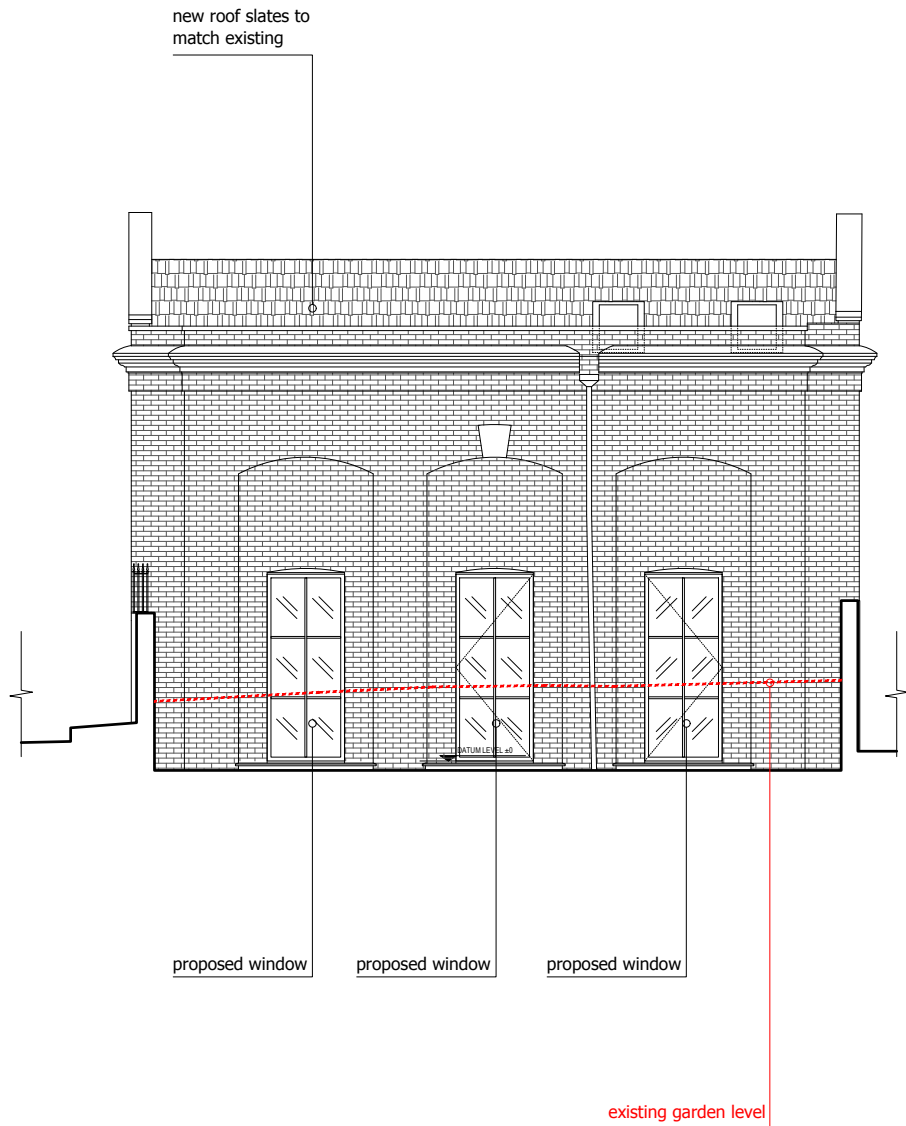 new roof slates to
match existing
DATUM LEVEL ±0
proposed window
proposed window
proposed window
existing garden level